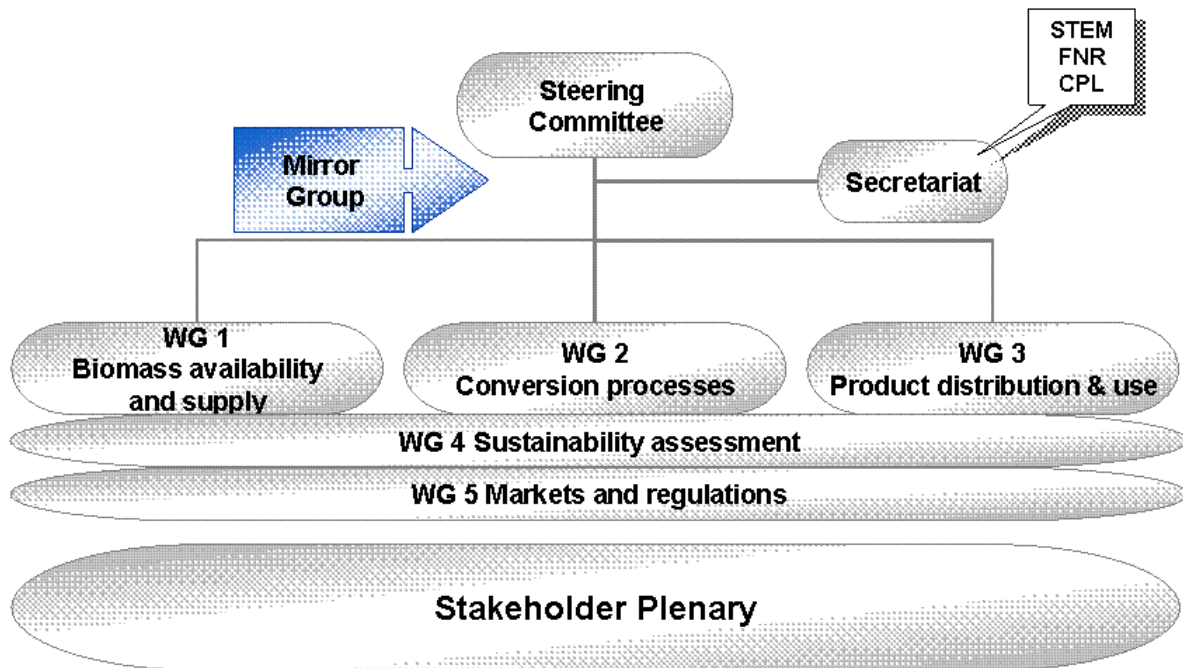 STEM
FNR
CPL
Steering
Committee
Mirror
Group
Secretariat
WG 1
Biomass availability
and supply
WG 2
Conversion processes
WG 3
Product distribution & use
WG 4 Sustainability assessment
WG 5 Markets and regulations
Stakeholder Plenary